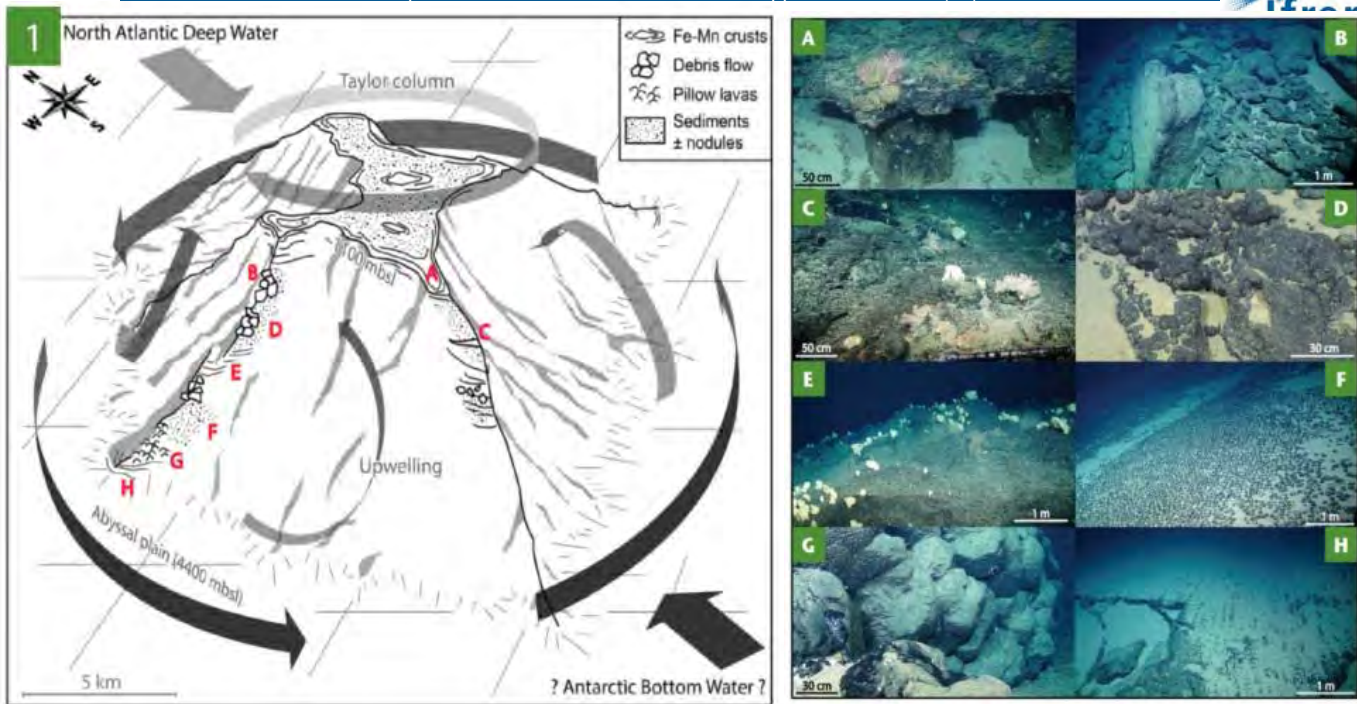 1
North Atlantic Deep Water
N
E
W
S
Taylor column
Fe-Mn crusts
Debris flow
Pillow lavas
Sediments
± nodules
B
A
D
C
E
F
G
H
Upwelling
Abyssal plain (4400 mbsl)
5 km
? Antarctic Bottom Water ?
A
50 cm
B
1 m
C
50 cm
D
30 cm
E
1 m
F
1 m
G
30 cm
H
1 m